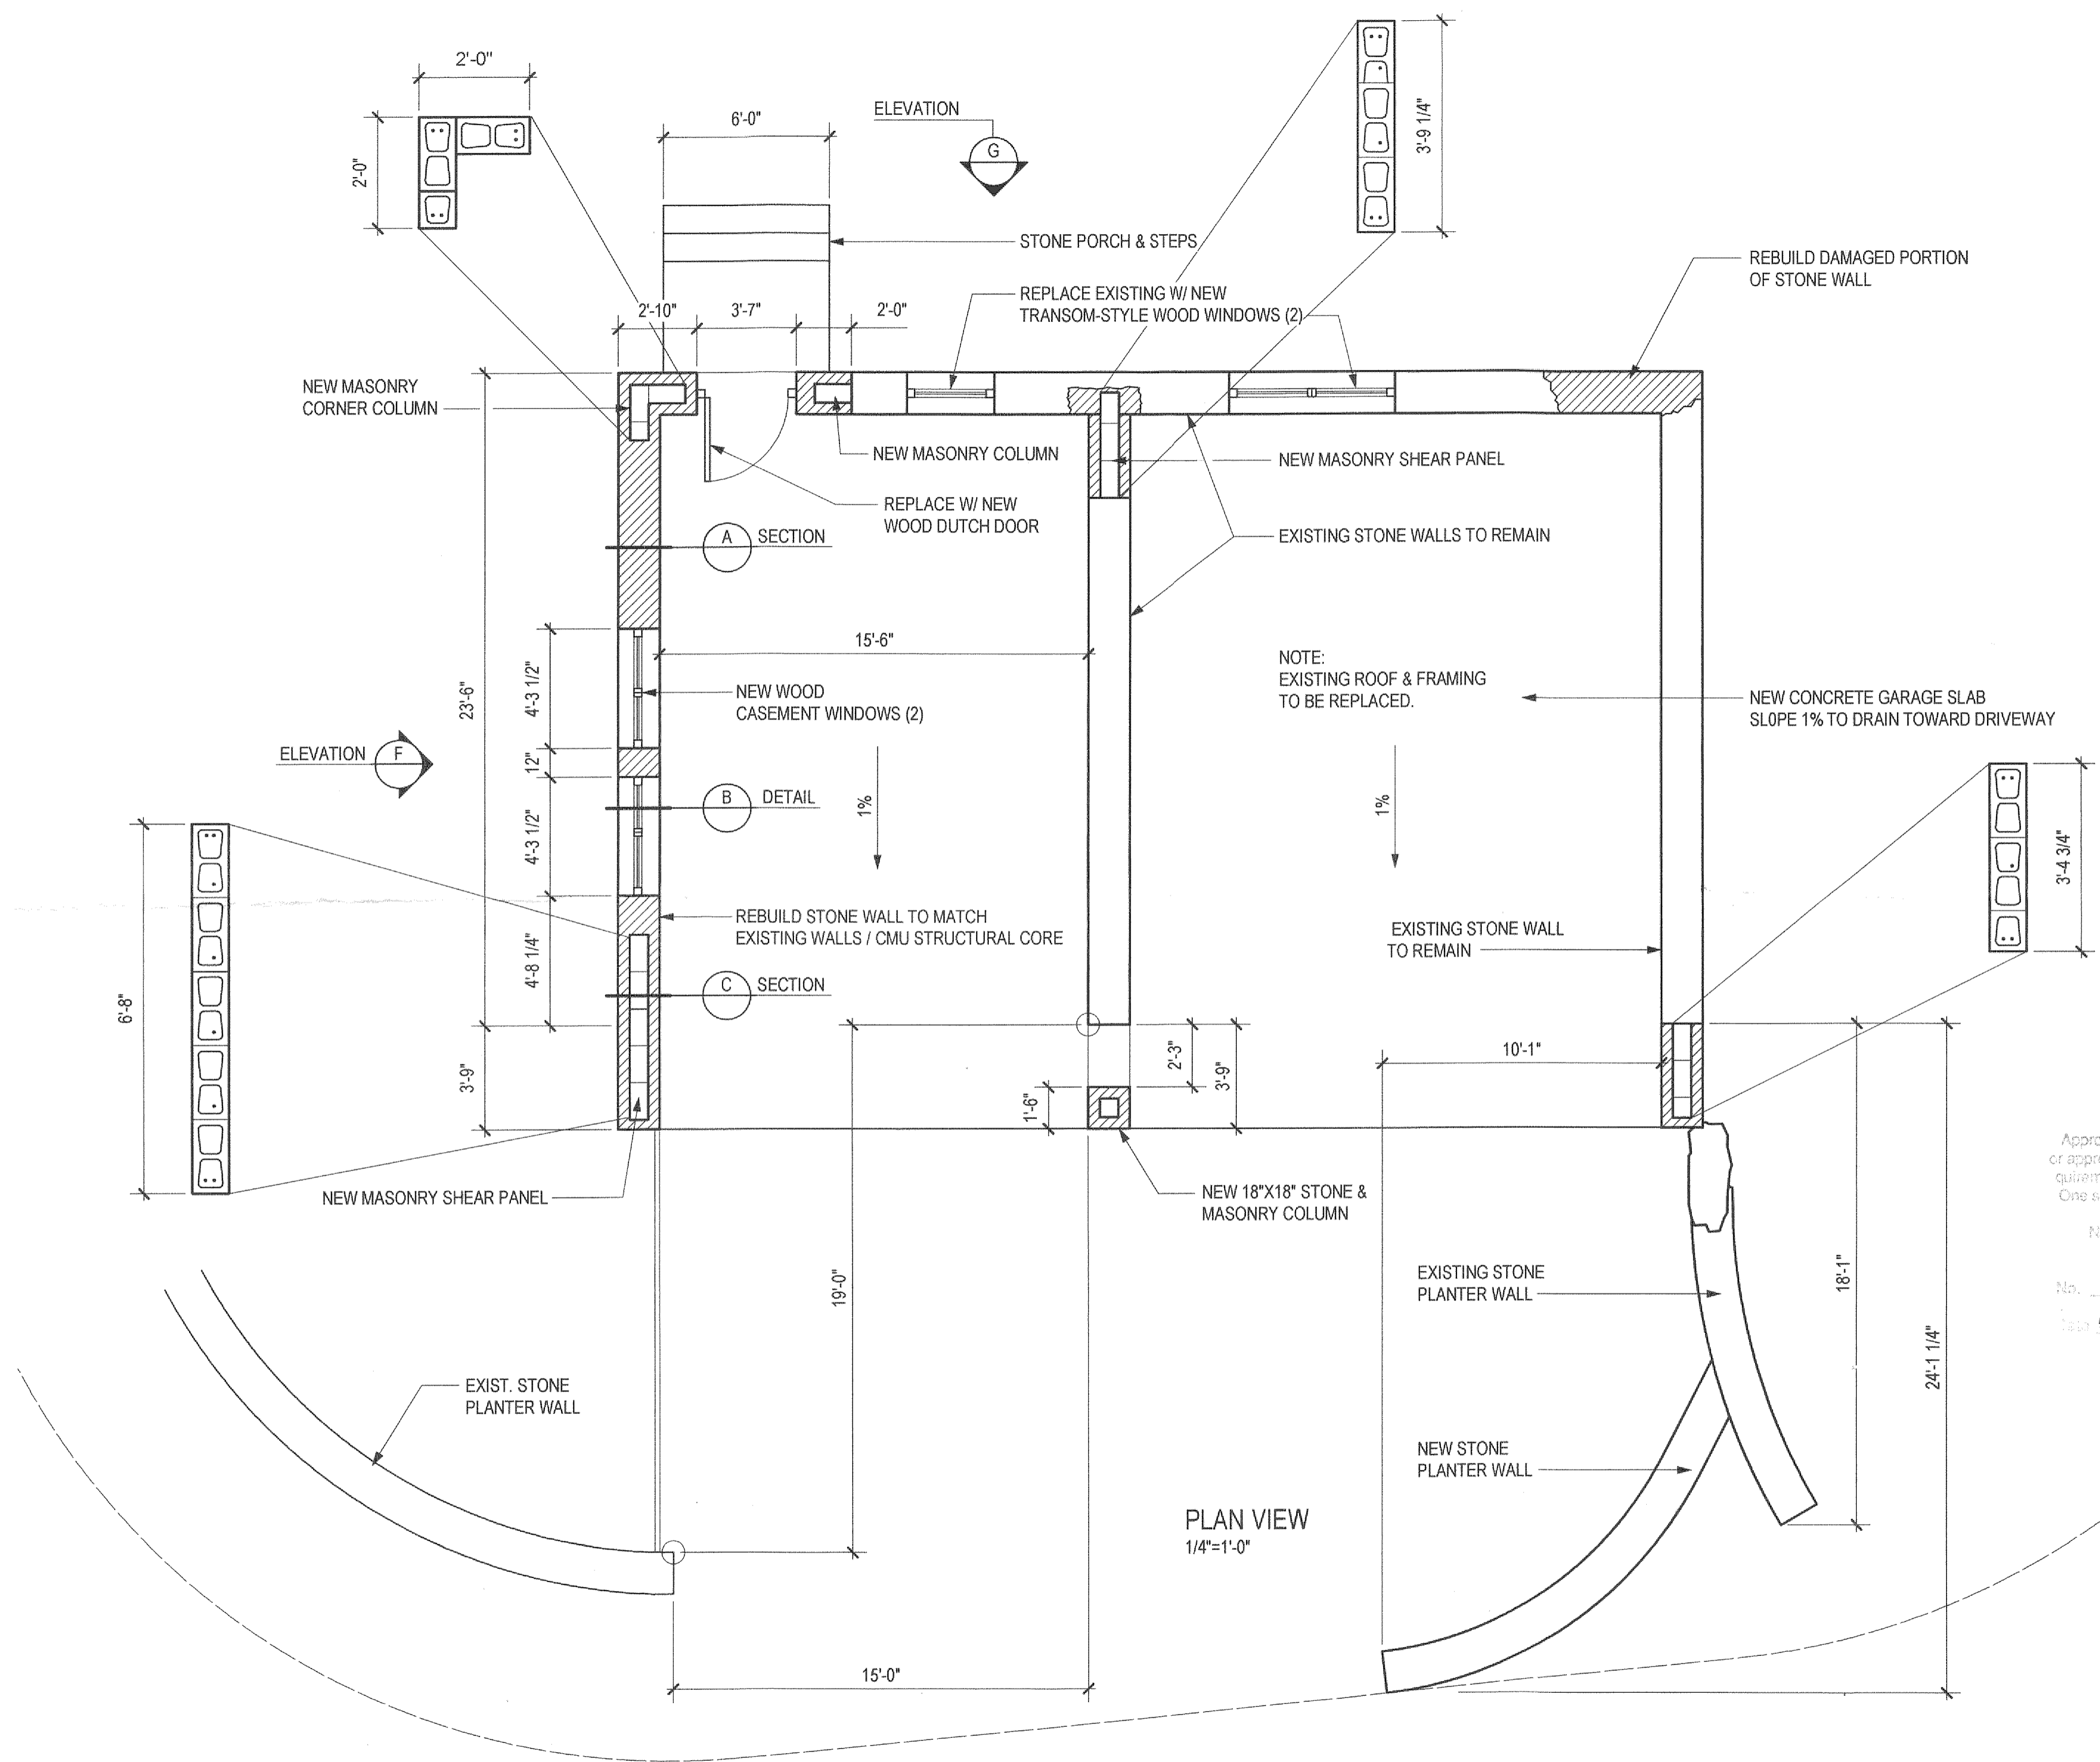 2'-0"
2'-0"
6'-0"
ELEVATION
G
3'-9 1/4"
STONE PORCH & STEPS
REPLACE EXISTING W/ NEW
TRANSOM-STYLE WOOD WINDOWS (2)
REBUILD DAMAGED PORTION
OF STONE WALL
2'-10"
3'-7"
2'-0"
NEW MASONRY
CORNER COLUMN
NEW MASONRY COLUMN
NEW MASONRY SHEAR PANEL
REPLACE W/ NEW
WOOD DUTCH DOOR
A
SECTION
EXISTING STONE WALLS TO REMAIN
15'-6"
NOTE:
EXISTING ROOF & FRAMING
TO BE REPLACED.
23'-6"
4'-3 1/2"
NEW WOOD
CASEMENT WINDOWS (2)
NEW CONCRETE GARAGE SLAB
SL0PE 1% TO DRAIN TOWARD DRIVEWAY
ELEVATION
F
12"
B
DETAIL
1%
1%
4'-3 1/2"
3'-4 3/4"
REBUILD STONE WALL TO MATCH
EXISTING WALLS / CMU STRUCTURAL CORE
EXISTING STONE WALL
TO REMAIN
4'-8 1/4"
C
SECTION
6'-8"
3'-9"
2'-3"
3'-9"
1'-6"
10'-1"
NEW MASONRY SHEAR PANEL
NEW 18"X18" STONE &
MASONRY COLUMN
Appro
or appro
quirem
One s
N
No.
19'-0"
EXISTING STONE
PLANTER WALL
18'-1"
24'-1 1/4"
EXIST. STONE
PLANTER WALL
NEW STONE
PLANTER WALL
PLAN VIEW
1/4"=1'-0"
15'-0"